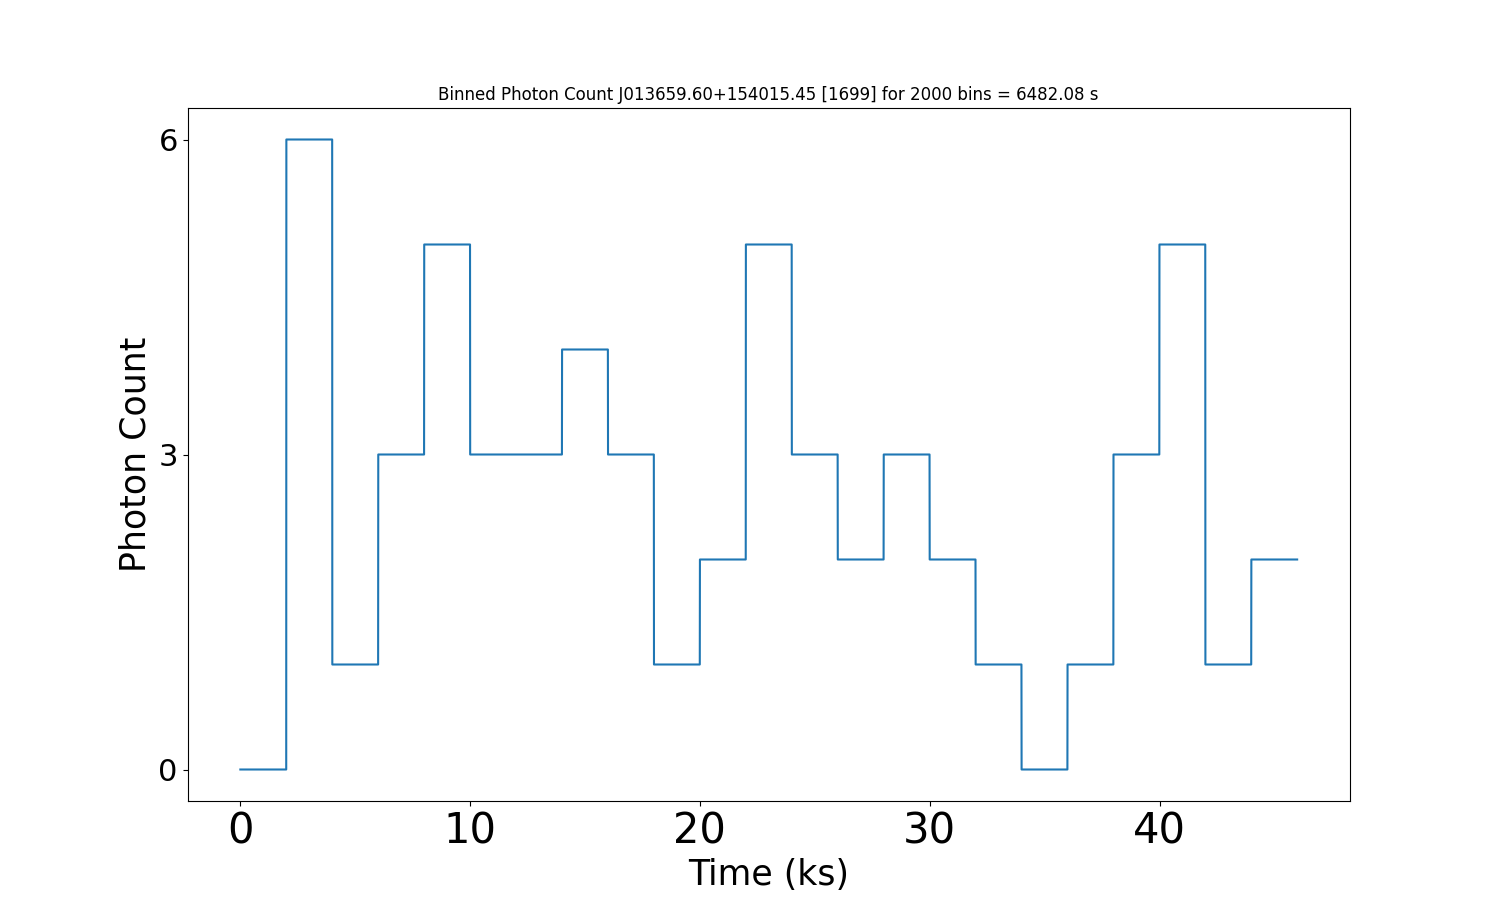 Binned Photon Count J013659.60+154015.45 [1699] for 2000 bins = 6482.08 s
6
3
0
Photon Count
0 10 20 30 40
Time (ks)